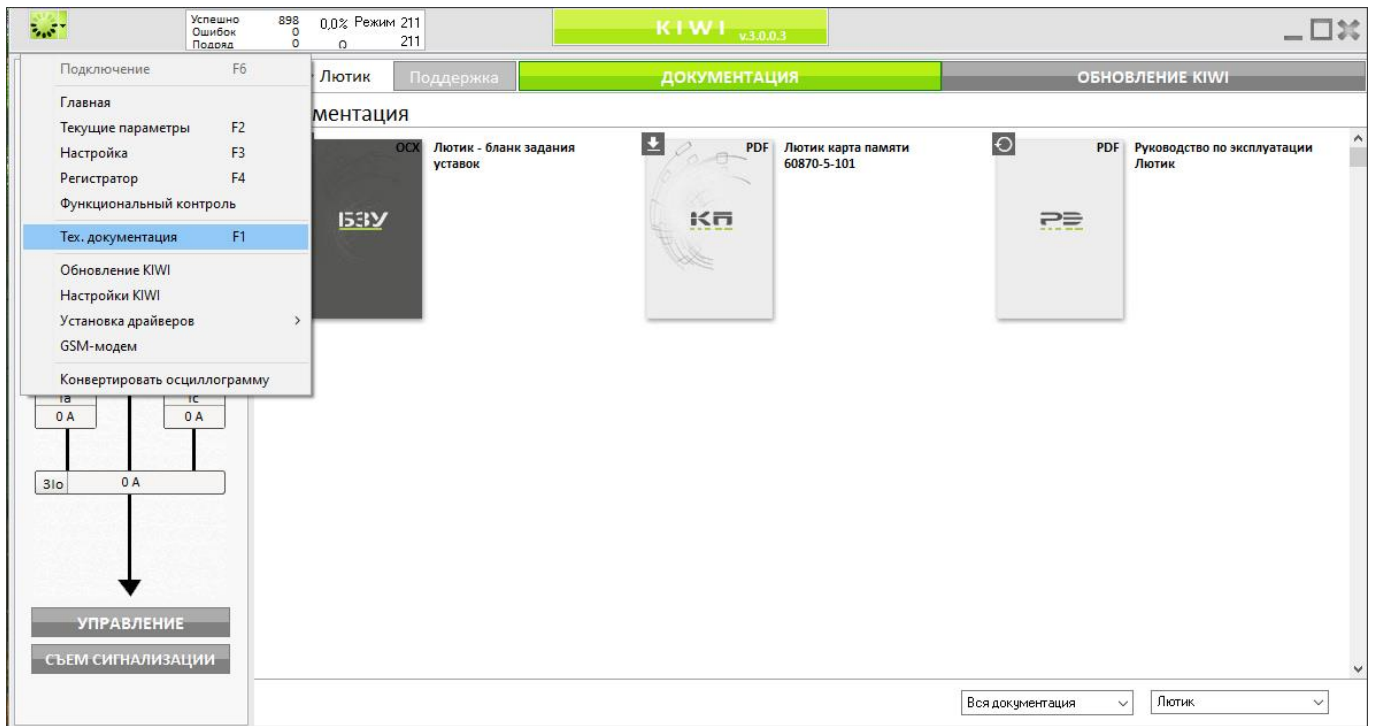 Успешно 898 0,0% Режим 211
Ошибок 0
Подряд 0 0 211
KIWI v.3.0.0.3
Подключение F6
Главная
Текущие параметры F2
Настройка F3
Регистратор F4
Функциональный контроль
Тех. документация F1
Обновление KIWI
Настройки KIWI
Установка драйверов
GSM-модем
Конвертировать осциллограмму
Лютик Поддержка ДОКУМЕНТАЦИЯ ОБНОВЛЕНИЕ KIWI
ментация
OCX
БЗУ
Лютик - бланк задания
уставок
PDF
КП
Лютик карта памяти
60870-5-101
PDF
РЭ
Руководство по эксплуатации
Лютик
Ia Ic
0 A 0 A
3Io 0 A
УПРАВЛЕНИЕ
СЪЕМ СИГНАЛИЗАЦИИ
Вся документация Лютик